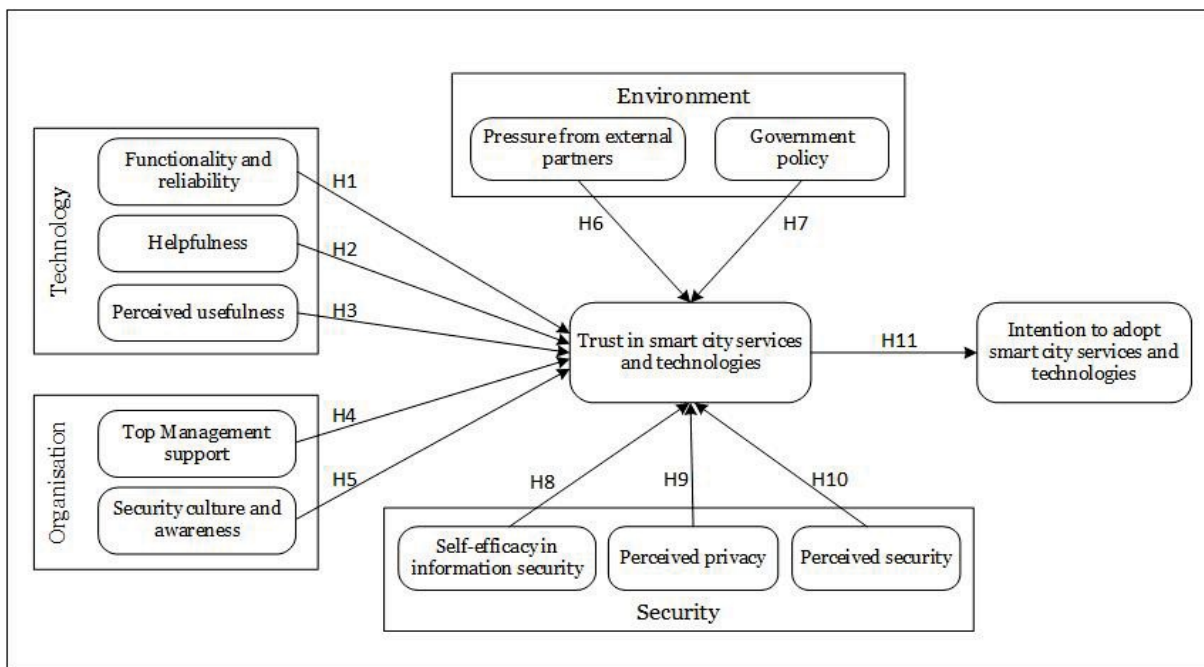 Environment
Pressure from external
partners
Government
policy
Technology
Functionality and
reliability
Helpfulness
Perceived usefulness
H1
H2
H3
H6
H7
Trust in smart city services
and technologies
H11
Intention to adopt
smart city services and
technologies
Organisation
Top Management
support
Security culture and
awareness
H4
H5
H8
H9
H10
Self-efficacy in
information security
Perceived privacy
Perceived security
Security